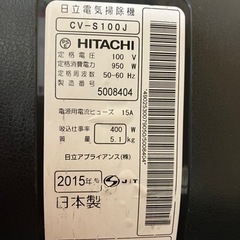 日立電気掃除機
CV-S100J
HITACHI
定格電圧 100 V
定格消費電力 950 W
定格周波数 50-60 Hz
製造番号 5008404
電源用電流ヒューズ 15A
吸込仕事率 400 W
質量 5.1 kg
日立アプライアンス(株)
2015年
日本製